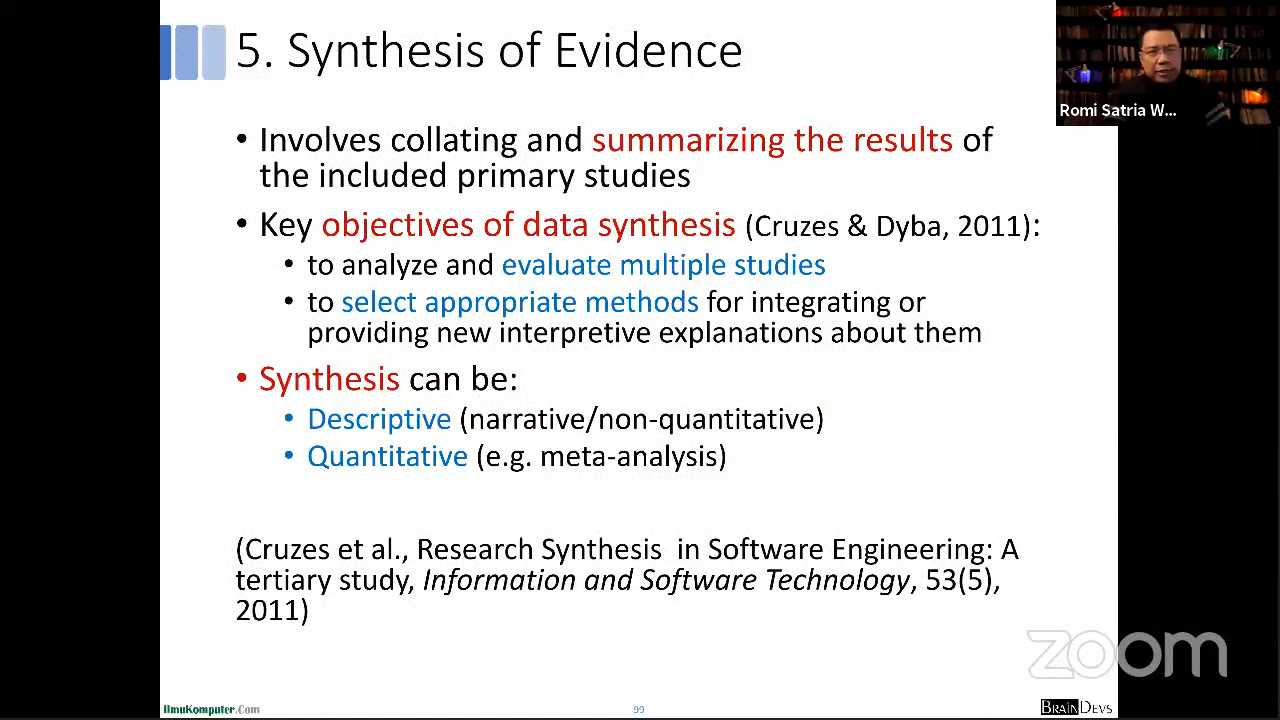 5. Synthesis of Evidence
Romi Satria W...
• Involves collating and summarizing the results of
the included primary studies
• Key objectives of data synthesis (Cruzes & Dyba, 2011):
• to analyze and evaluate multiple studies
• to select appropriate methods for integrating or
providing new interpretive explanations about them
• Synthesis can be:
• Descriptive (narrative/non-quantitative)
• Quantitative (e.g. meta-analysis)
(Cruzes et al., Research Synthesis in Software Engineering: A
tertiary study, Information and Software Technology, 53(5),
2011)
zoom
IlmuKomputer.Com
99
BRAINDEVS